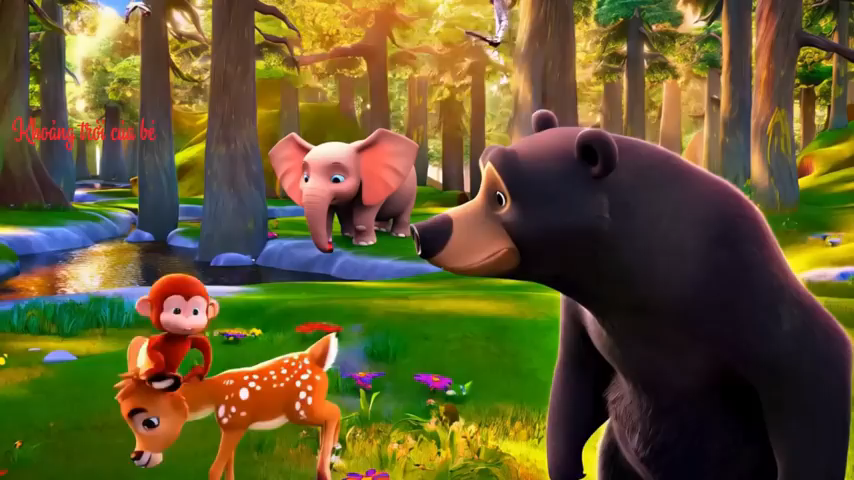 Khoảng trời của bé